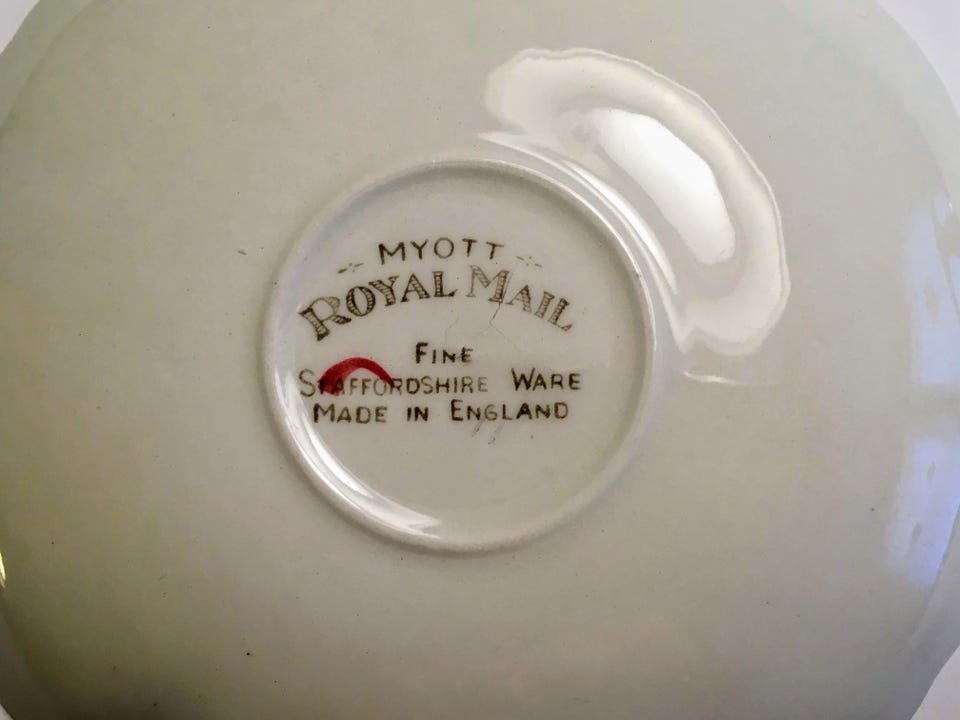 MYOTT
ROYAL MAIL
FINE
STAFFORDSHIRE WARE
MADE IN ENGLAND